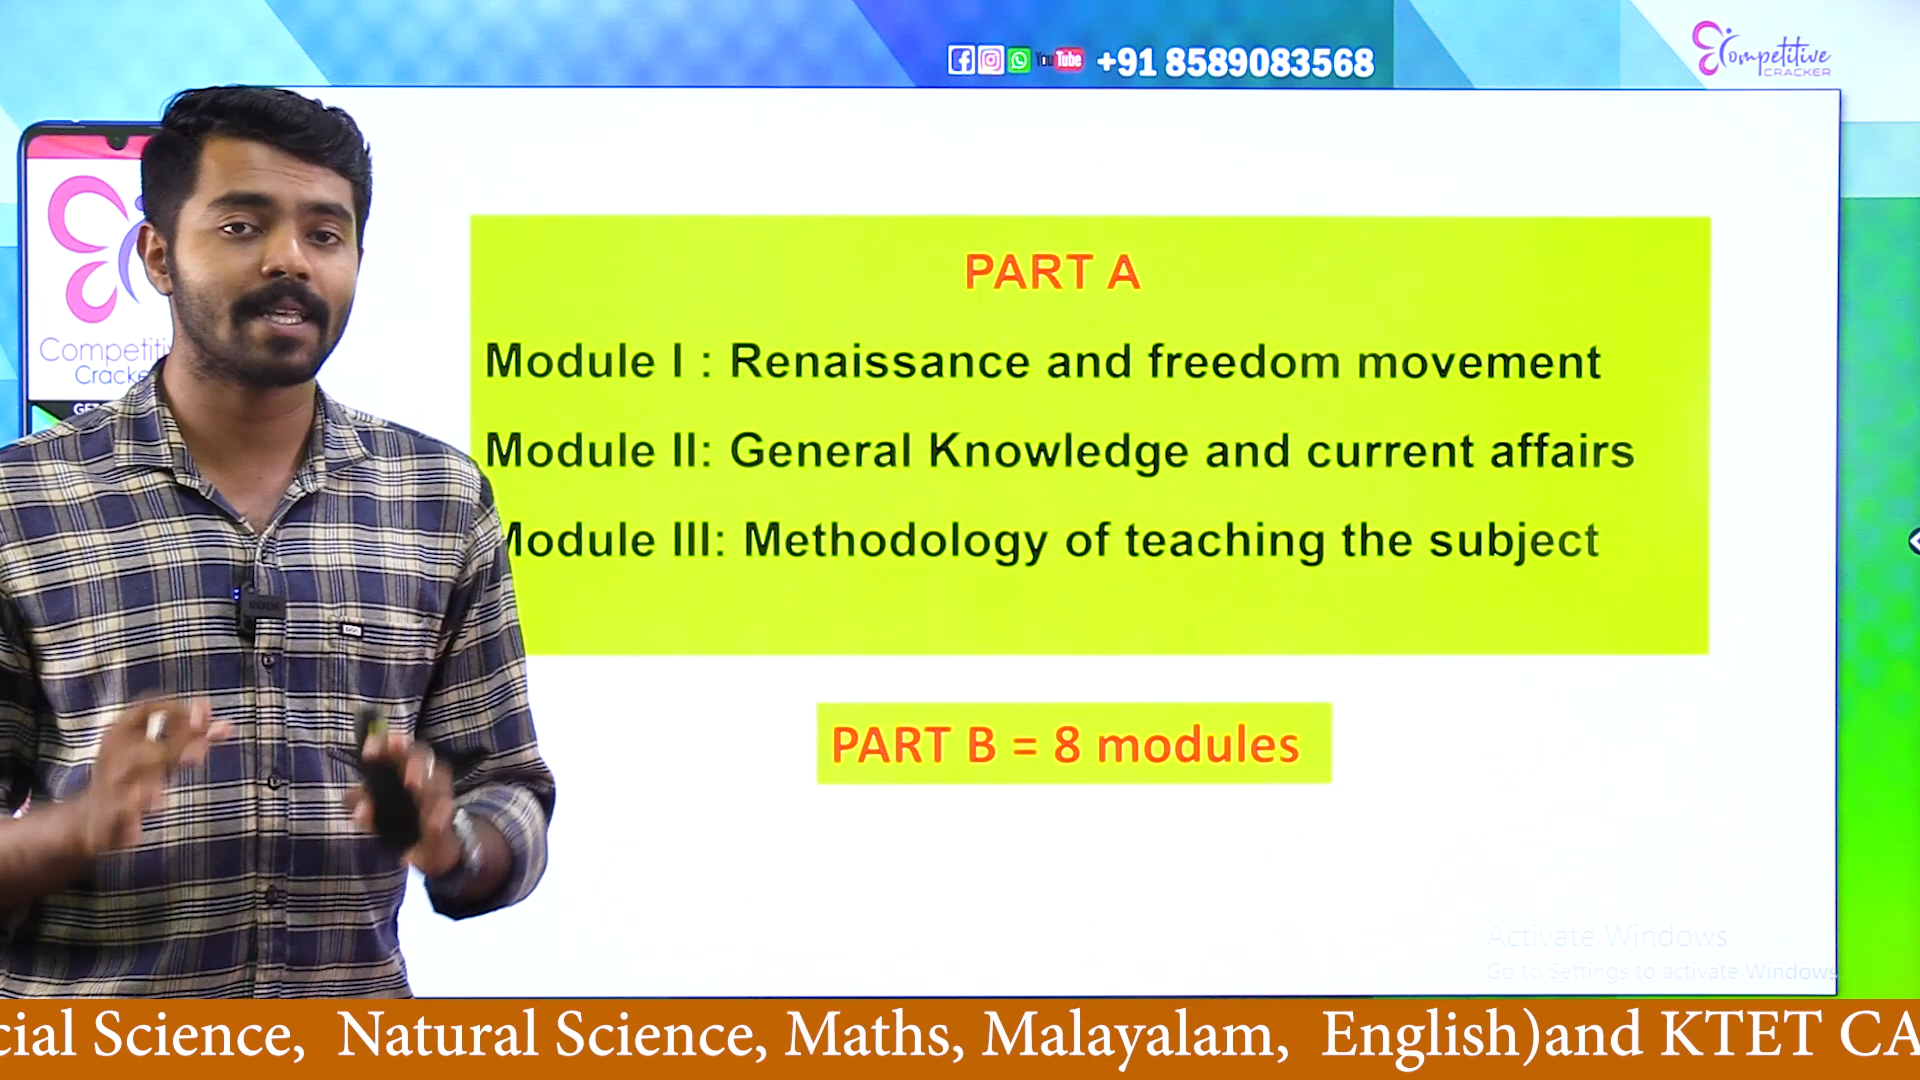 YouTube +91 8589083568
Competitive
CRACKER
Competiti
Cracke
PART A
Module I : Renaissance and freedom movement
Module II: General Knowledge and current affairs
Module III: Methodology of teaching the subject
PART B = 8 modules
Activate Windows
Go to Settings to activate Windows
cial Science, Natural Science, Maths, Malayalam, English)and KTET CA